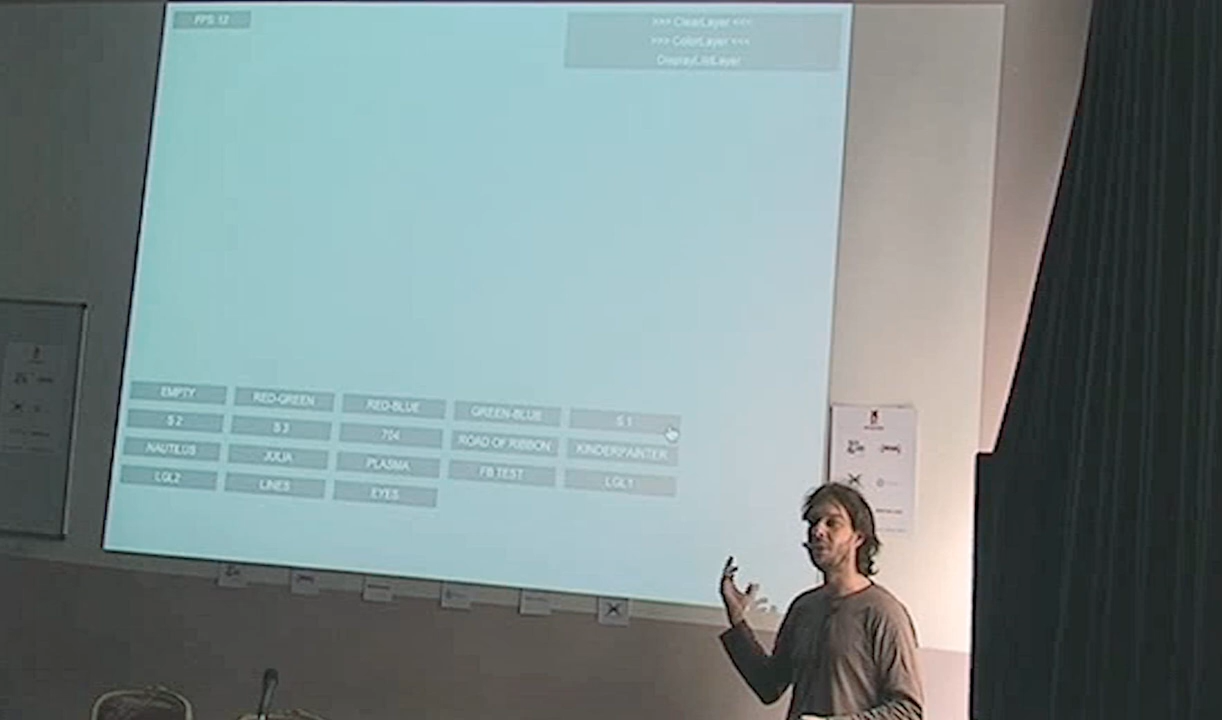 FPS 12
>>> ClearLayer <<<
>>> ColorLayer <<<
DisplayListLayer
EMPTY RED-GREEN RED-BLUE GREEN-BLUE S 1
S 2 S 3 704 ROAD OF RIBBON KINDERPAINTER
NAUTILUS JULIA PLASMA FB TEST LGL1
LGL2 LINES EYES